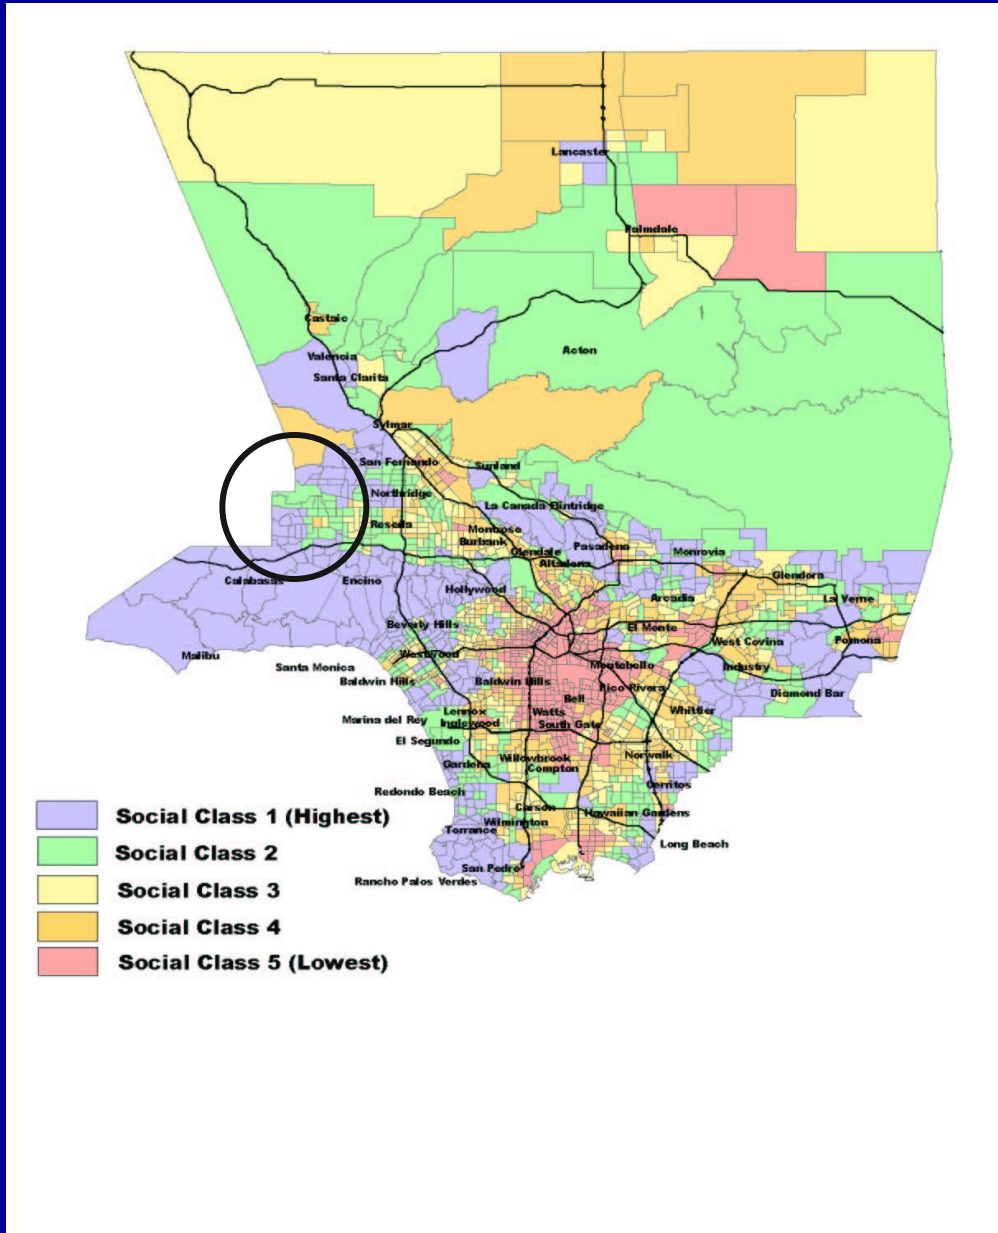 Lancaster
Palmdale
Castaic
Acton
Valencia
Santa Clarita
Sylmar
San Fernando
Sunland
Northridge
La Canada Flintridge
Reseda
Montrose
Burbank
Pasadena
Glendale
Monrovia
Altadena
Glendora
Calabasas
Encino
Hollywood
Arcadia
La Verne
Beverly Hills
El Monte
West Covina
Pomona
Malibu
Westwood
Santa Monica
Montebello
Industry
Baldwin Hills
Baldwin Hills
Pico Rivera
Diamond Bar
Bell
Marina del Rey
Lennox
Watts
Whittier
Inglewood
South Gate
El Segundo
Gardena
Willowbrook
Norwalk
Compton
Redondo Beach
Cerritos
Carson
Hawaiian Gardens
Wilmington
Torrance
Long Beach
San Pedro
Rancho Palos Verdes
Social Class 1 (Highest)
Social Class 2
Social Class 3
Social Class 4
Social Class 5 (Lowest)